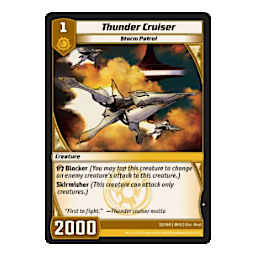 1
Thunder Cruiser
Storm Patrol
Creature
Blocker (You may tap this creature to change
an enemy creature's attack to this creature.)
Skirmisher (This creature can attack only
creatures.)
"First to fight." —Thunder cruiser motto
2000